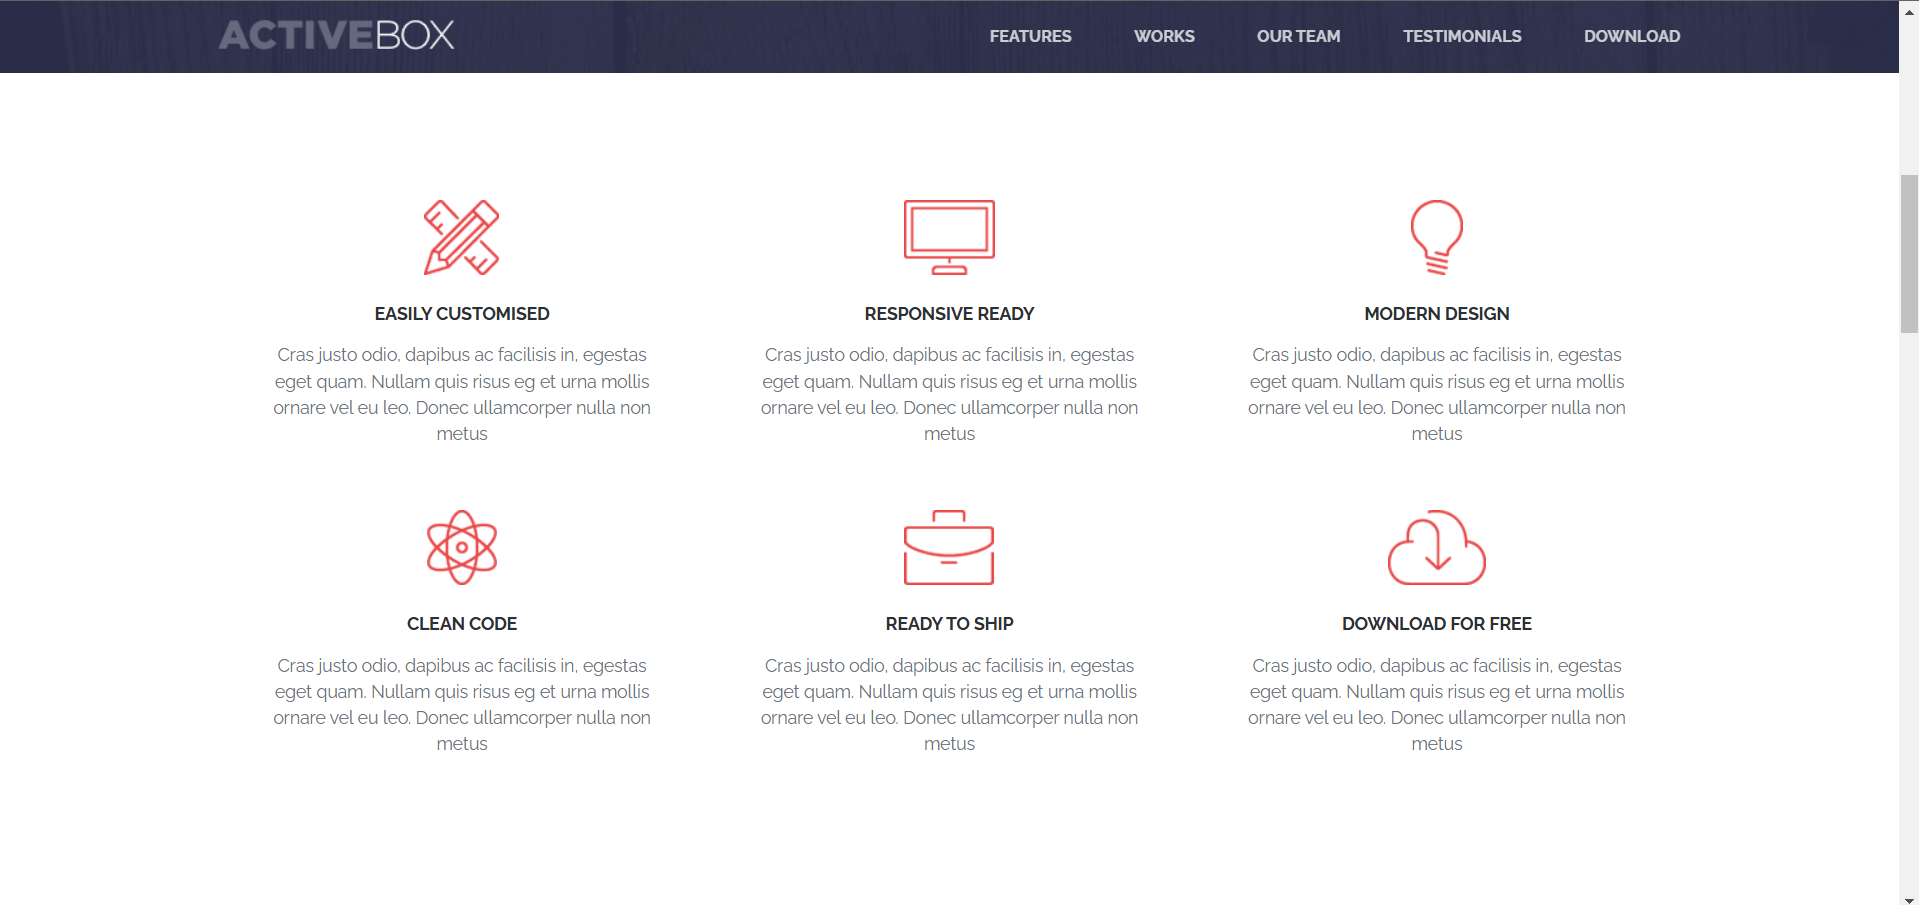 ACTIVEBOX
FEATURES WORKS OUR TEAM TESTIMONIALS DOWNLOAD
EASILY CUSTOMISED
Cras justo odio, dapibus ac facilisis in, egestas
eget quam. Nullam quis risus eg et urna mollis
ornare vel eu leo. Donec ullamcorper nulla non
metus
RESPONSIVE READY
Cras justo odio, dapibus ac facilisis in, egestas
eget quam. Nullam quis risus eg et urna mollis
ornare vel eu leo. Donec ullamcorper nulla non
metus
MODERN DESIGN
Cras justo odio, dapibus ac facilisis in, egestas
eget quam. Nullam quis risus eg et urna mollis
ornare vel eu leo. Donec ullamcorper nulla non
metus
CLEAN CODE
Cras justo odio, dapibus ac facilisis in, egestas
eget quam. Nullam quis risus eg et urna mollis
ornare vel eu leo. Donec ullamcorper nulla non
metus
READY TO SHIP
Cras justo odio, dapibus ac facilisis in, egestas
eget quam. Nullam quis risus eg et urna mollis
ornare vel eu leo. Donec ullamcorper nulla non
metus
DOWNLOAD FOR FREE
Cras justo odio, dapibus ac facilisis in, egestas
eget quam. Nullam quis risus eg et urna mollis
ornare vel eu leo. Donec ullamcorper nulla non
metus